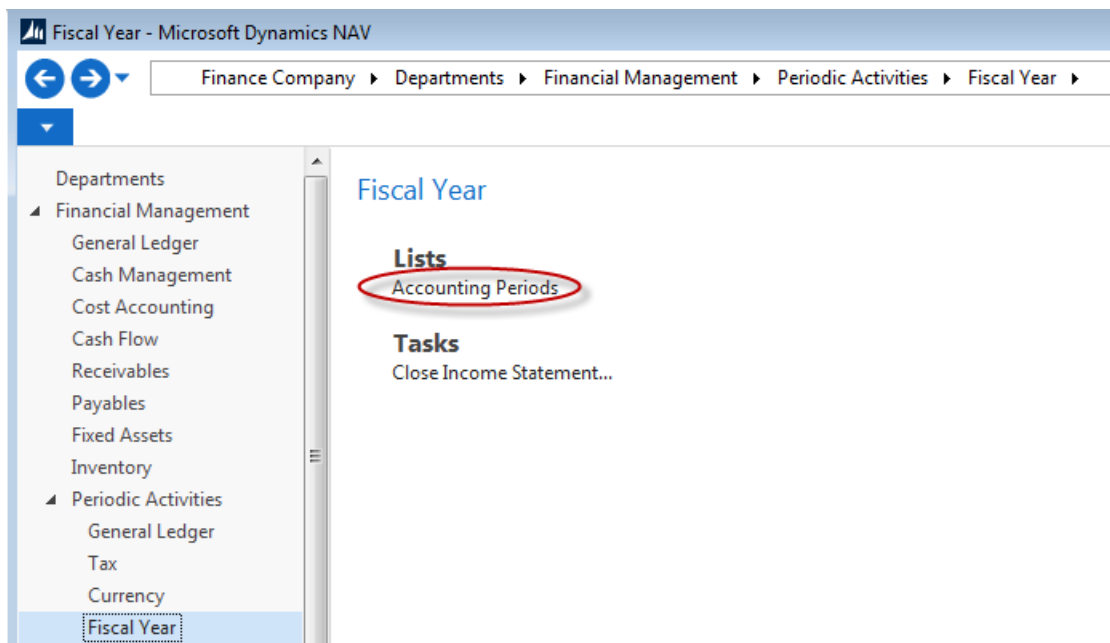 Fiscal Year - Microsoft Dynamics NAV
Finance Company Departments Financial Management Periodic Activities Fiscal Year
Departments
Financial Management
General Ledger
Cash Management
Cost Accounting
Cash Flow
Receivables
Payables
Fixed Assets
Inventory
Periodic Activities
General Ledger
Tax
Currency
Fiscal Year
Fiscal Year
Lists
Accounting Periods
Tasks
Close Income Statement...